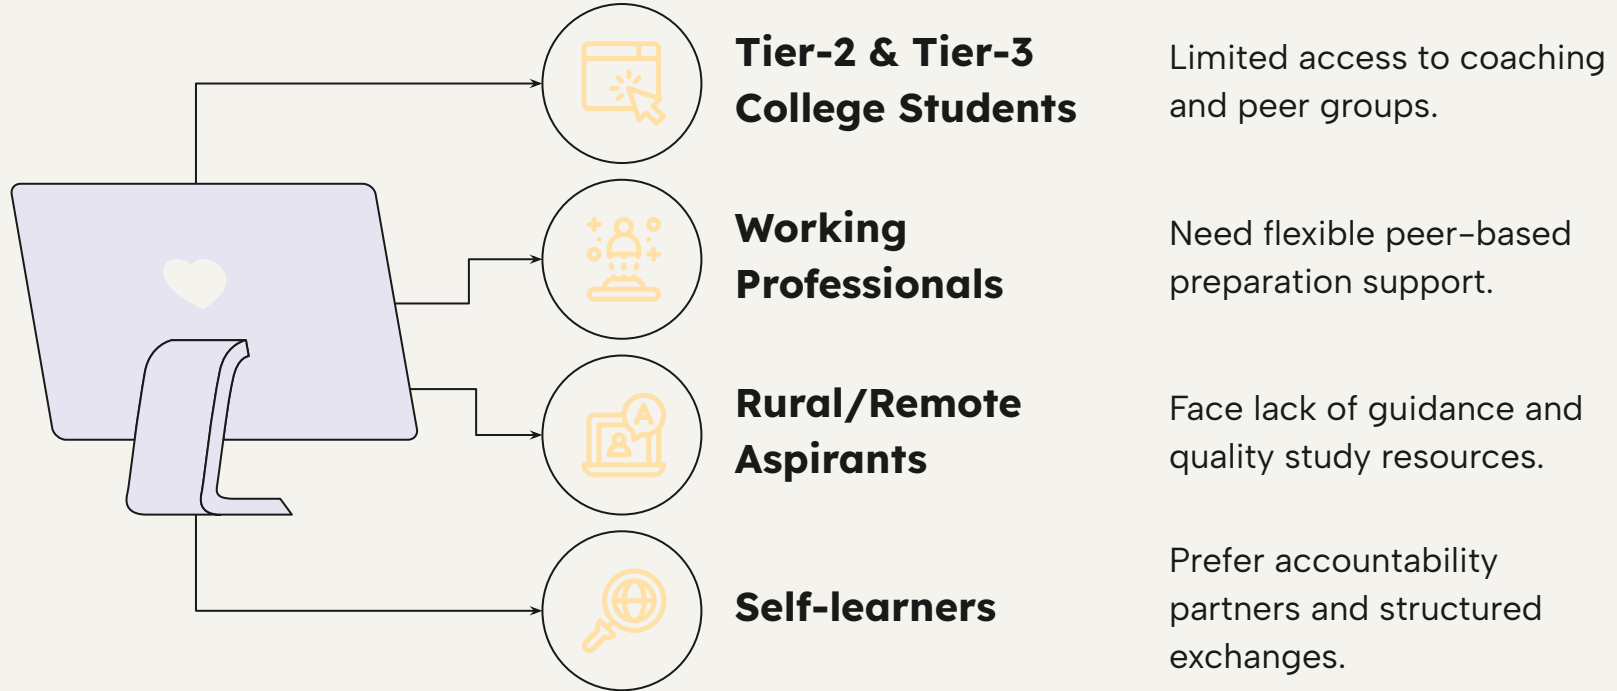 Tier-2 & Tier-3
College Students
Limited access to coaching
and peer groups.
Working
Professionals
Need flexible peer-based
preparation support.
A
Rural/Remote
Aspirants
Face lack of guidance and
quality study resources.
Self-learners
Prefer accountability
partners and structured
exchanges.